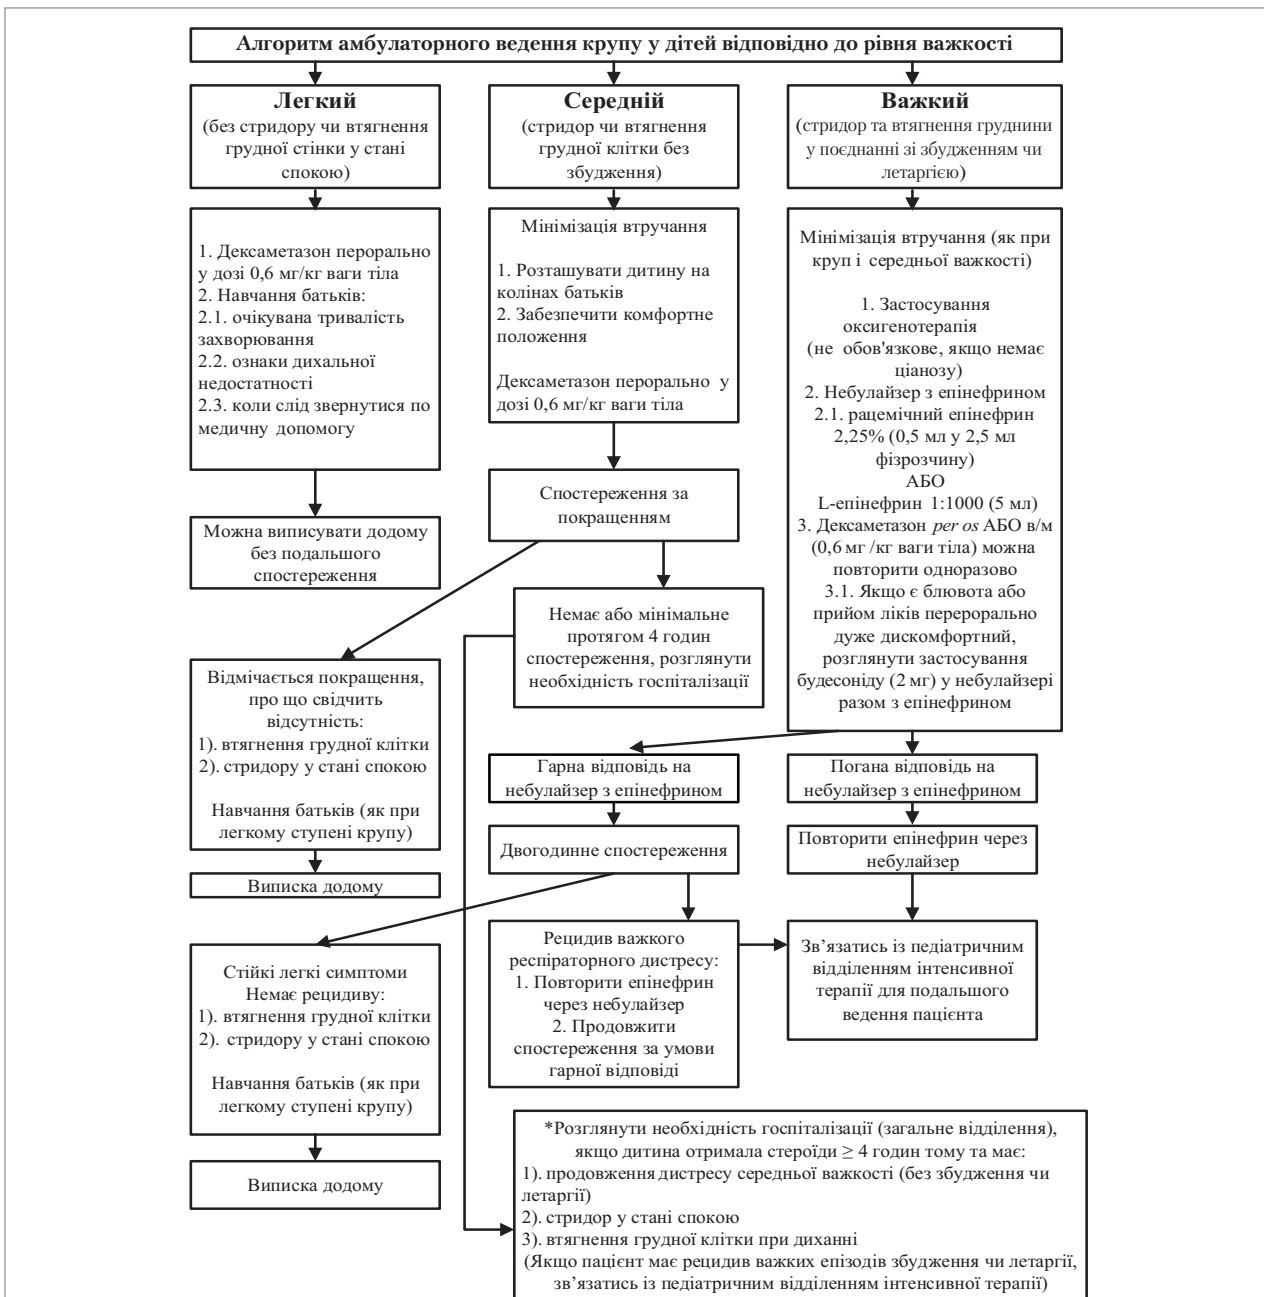 Алгоритм амбулаторного ведення крупу у дітей відповідно до рівня важкості
Легкий
(без стридору чи втягнення
грудної стінки у стані
спокою)
Середній
(стридор чи втягнення
грудної клітки без
збудження)
Важкий
(стридор та втягнення груднини
у поєднанні зі збудженням чи
летаргією)
1. Дексаметазон перорально
у дозі 0,6 мг/кг ваги тіла
2. Навчання батьків:
2.1. очікувана тривалість
захворювання
2.2. ознаки дихальної
недостатності
2.3. коли слід звернутися по
медичну допомогу
Можна виписувати додому
без подальшого
спостереження
Мінімізація втручання
1. Розташувати дитину на
колінах батьків
2. Забезпечити комфортне
положення
Дексаметазон перорально у
дозі 0,6 мг/кг ваги тіла
Спостереження за
покращенням
Немає або мінімальне
протягом 4 годин
спостереження, розглянути
необхідність госпіталізації
Відмічається покращення,
про що свідчить
відсутність:
1). втягнення грудної клітки
2). стридору у стані спокою
Навчання батьків (як при
легкому ступені крупу)
Виписка додому
Мінімізація втручання (як при
круп і середньої важкості)
1. Застосування
оксигенотерапія
(не обов'язкове, якщо немає
ціанозу)
2. Небулайзер з епінефрином
2.1. рацемічний епінефрин
2,25% (0,5 мл у 2,5 мл
фізрозчину)
АБО
L-епінефрин 1:1000 (5 мл)
3. Дексаметазон per os АБО в/м
(0,6 мг /кг ваги тіла) можна
повторити одноразово
3.1. Якщо є блювота або
прийом ліків перерорально
дуже дискомфортний,
розглянути застосування
будесоніду (2 мг) у небулайзері
разом з епінефрином
Гарна відповідь на
небулайзер з епінефрином
Погана відповідь на
небулайзер з епінефрином
Двогодинне спостереження
Повторити епінефрин через
небулайзер
Рецидив важкого
респіраторного дистресу:
1. Повторити епінефрин
через небулайзер
2. Продовжити
спостереження за умови
гарної відповіді
Зв’язатись із педіатричним
відділенням інтенсивної
терапії для подальшого
ведення пацієнта
Стійкі легкі симптоми
Немає рецидиву:
1). втягнення грудної клітки
2). стридору у стані спокою
Навчання батьків (як при
легкому ступені крупу)
Виписка додому
*Розглянути необхідність госпіталізації (загальне відділення),
якщо дитина отримала стероїди ≥ 4 годин тому та має:
1). продовження дистресу середньої важкості (без збудження чи
летаргії)
2). стридор у стані спокою
3). втягнення грудної клітки при диханні
(Якщо пацієнт має рецидив важких епізодів збудження чи летаргії,
зв’язатись із педіатричним відділенням інтенсивної терапії)